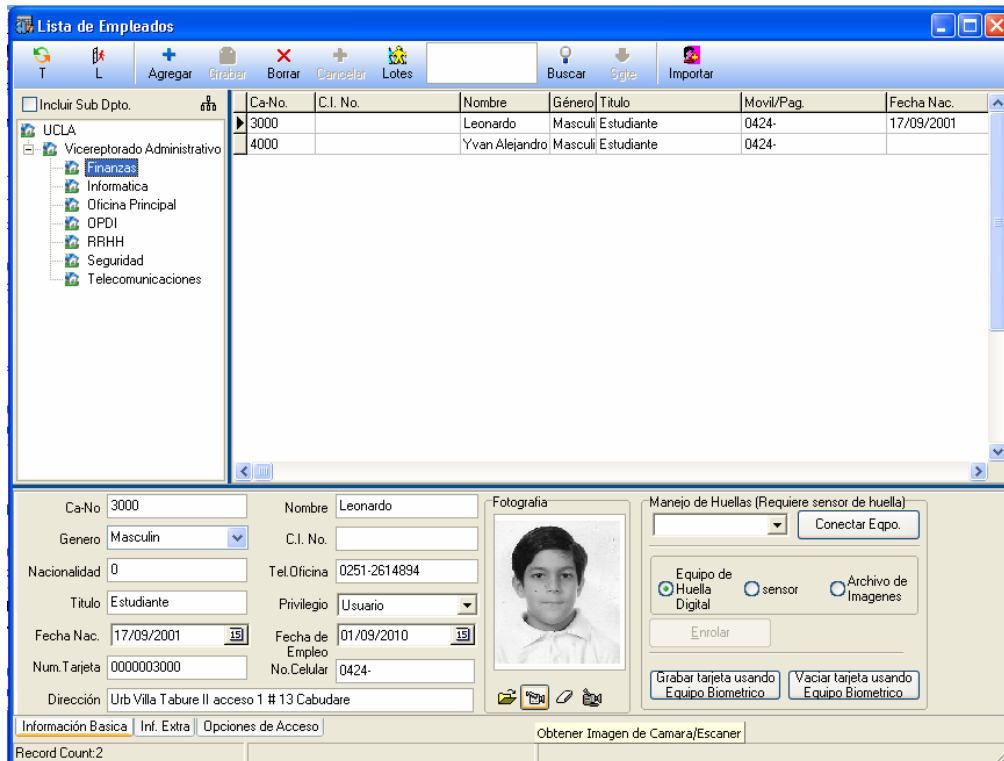 Lista de Empleados
T L Agregar Grabar Borrar Cancelar Lotes Buscar Sgte Importar
Incluir Sub Dpto.
UCLA
Vicereptorado Administrativo
Finanzas
Informatica
Oficina Principal
OPDI
RRHH
Seguridad
Telecomunicaciones
Ca-No. C.I. No. Nombre Género Titulo Movil/Pag. Fecha Nac.
3000 Leonardo Masculi Estudiante 0424- 17/09/2001
4000 Yvan Alejandro Masculi Estudiante 0424-
Ca-No 3000 Nombre Leonardo
Genero Masculin C.I. No.
Nacionalidad 0 Tel.Oficina 0251-2614894
Titulo Estudiante Privilegio Usuario
Fecha Nac. 17/09/2001 15 Fecha de Empleo 01/09/2010 15
Num.Tarjeta 0000003000 No.Celular 0424-
Dirección Urb Villa Tabure II acceso 1 # 13 Cabudare
Fotografia
Manejo de Huellas (Requiere sensor de huella)
Conectar Eqpo.
Equipo de Huella Digital sensor Archivo de Imagenes
Enrolar
Grabar tarjeta usando Equipo Biometrico
Vaciar tarjeta usando Equipo Biometrico
Información Basica Inf. Extra Opciones de Acceso
Obtener Imagen de Camara/Escaner
Record Count:2